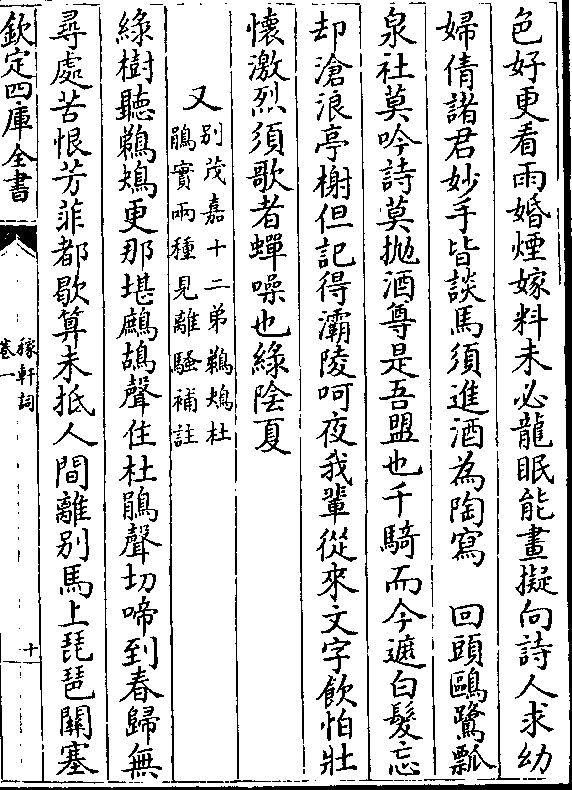 色好更看雨婚煙嫁料未必龍眠能畫擬向詩人求幼
婦倩諸君妙手皆談馬須進酒為陶寫　回頭鷗鷺瓢
泉社莫吟詩莫拋酒尊是吾盟也千騎而今遮白髮忘
却滄浪亭榭但記得灞陵呵夜我輩從來文字飲怕壯
懷激烈須歌者蟬噪也綠陰夏
又
别茂嘉十二弟鵜鴂杜
鵑實兩種見離騷補註
綠樹聽鵜鴂更那堪鷓鴣聲住杜鵑聲切啼到春歸無
尋處苦恨芳菲都歇算未抵人間離别馬上琵琶關塞
欽定四庫全書
稼軒詞
卷一
十